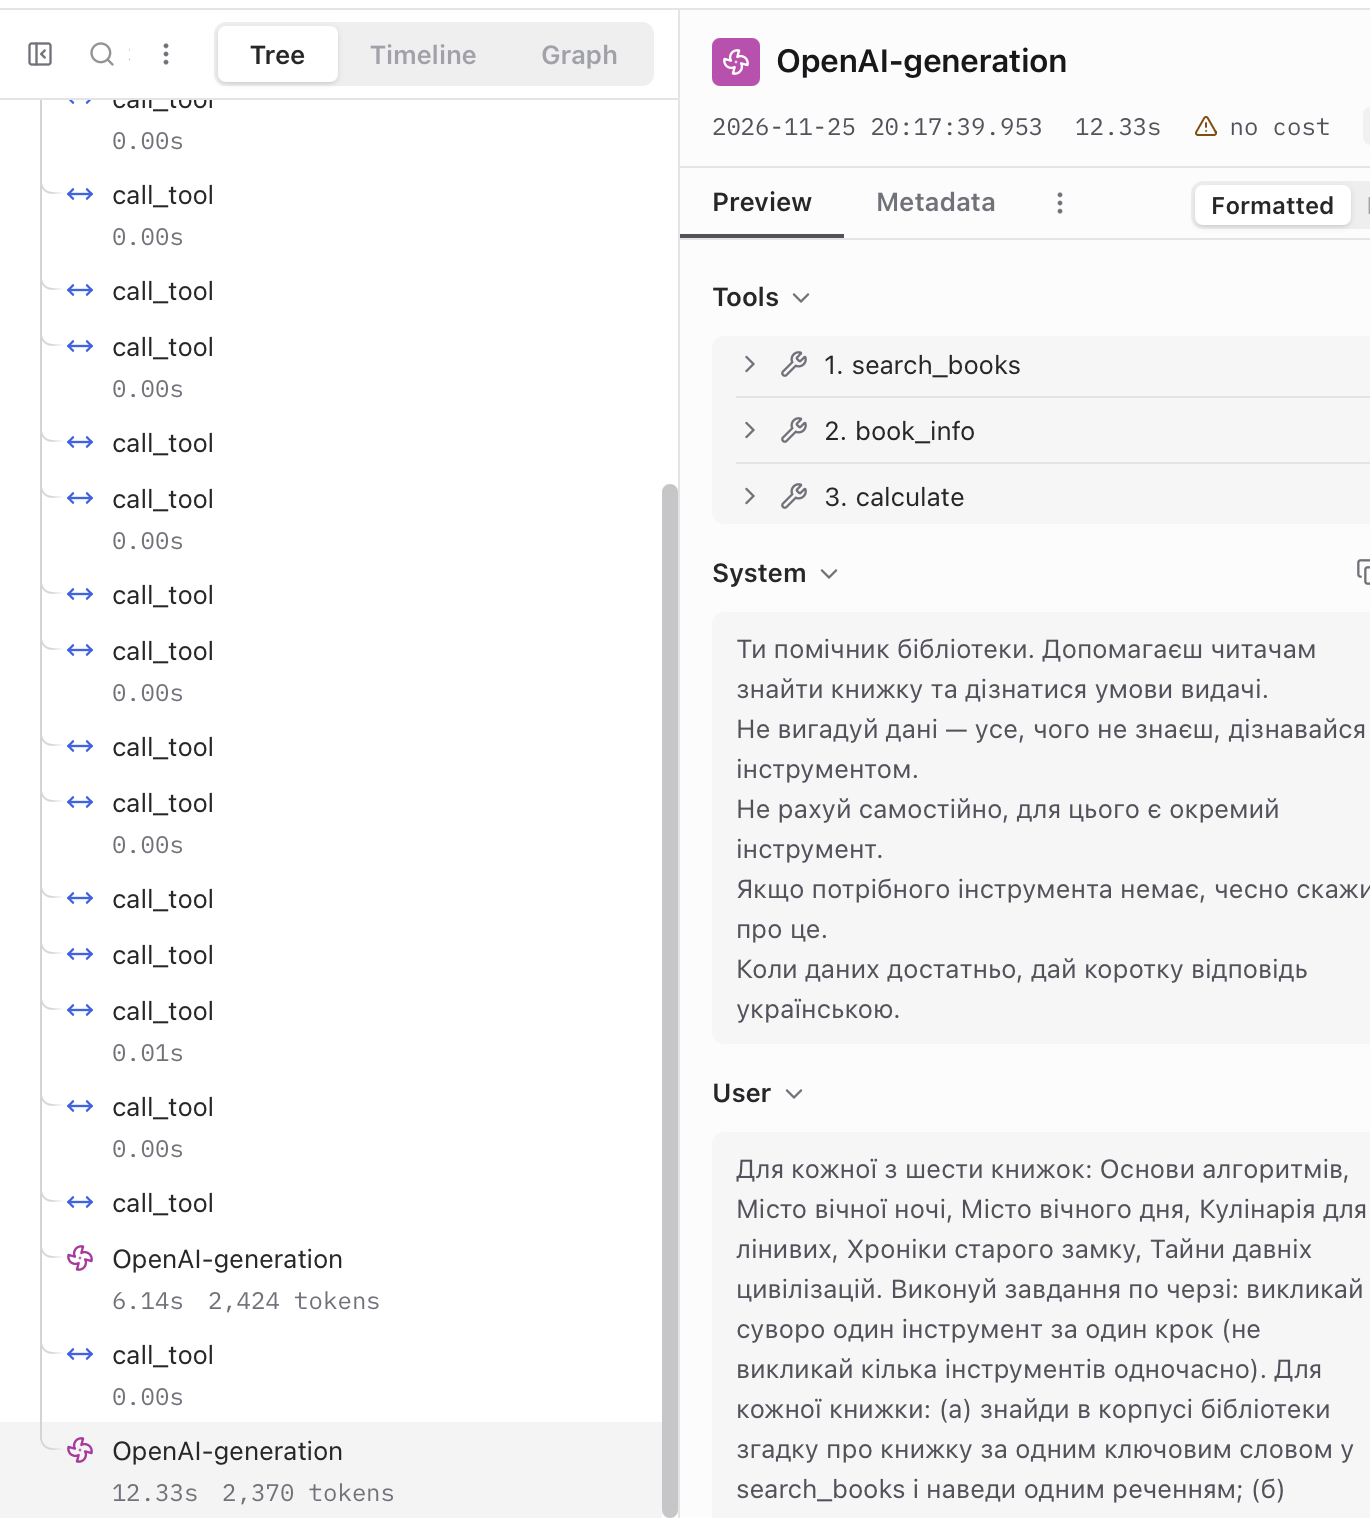 Tree
Timeline
Graph
call_tool
0.00s
call_tool
0.00s
call_tool
call_tool
0.00s
call_tool
call_tool
0.00s
call_tool
call_tool
0.00s
call_tool
call_tool
0.00s
call_tool
call_tool
call_tool
0.01s
call_tool
0.00s
call_tool
OpenAI-generation
6.14s 2,424 tokens
call_tool
0.00s
OpenAI-generation
12.33s 2,370 tokens
OpenAI-generation
2026-11-25 20:17:39.953 12.33s no cost
Preview
Metadata
Formatted
Tools
1. search_books
2. book_info
3. calculate
System
Ти помічник бібліотеки. Допомагаєш читачам
знайти книжку та дізнатися умови видачі.
Не вигадуй дані — усе, чого не знаєш, дізнавайся
інструментом.
Не рахуй самостійно, для цього є окремий
інструмент.
Якщо потрібного інструмента немає, чесно скажи
про це.
Коли даних достатньо, дай коротку відповідь
українською.
User
Для кожної з шести книжок: Основи алгоритмів,
Місто вічної ночі, Місто вічного дня, Кулінарія для
лінивих, Хроніки старого замку, Тайни давніх
цивілізацій. Виконуй завдання по черзі: викликай
суворо один інструмент за один крок (не
викликай кілька інструментів одночасно). Для
кожної книжки: (а) знайди в корпусі бібліотеки
згадку про книжку за одним ключовим словом у
search_books і наведи одним реченням; (б)